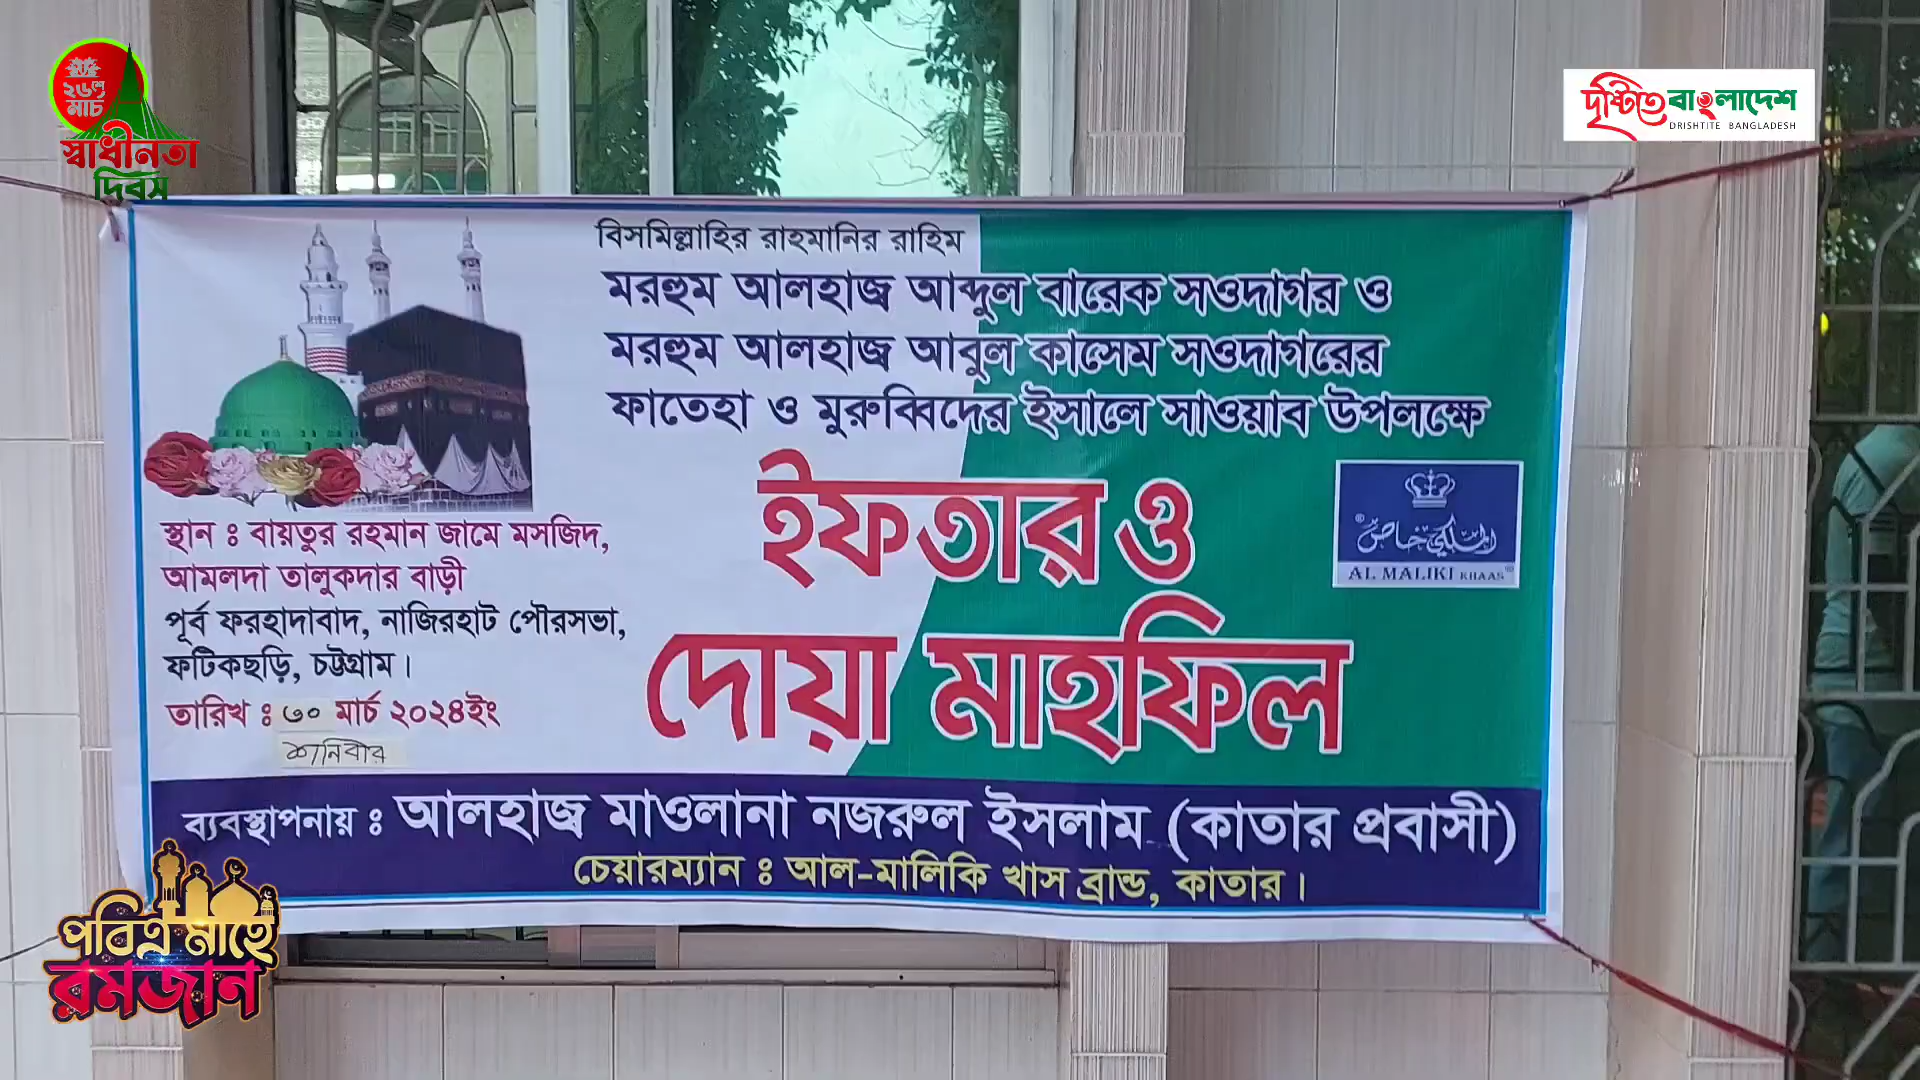 ২৬শে
মার্চ
স্বাধীনতা
দিবস
দৃষ্টিতে বাংলাদেশ
DRISHTITE BANGLADESH
বিসমিল্লাহির রাহমানির রাহিম
মরহুম আলহাজ্ব আব্দুল বারেক সওদাগর ও
মরহুম আলহাজ্ব আবুল কাসেম সওদাগরের
ফাতেহা ও মুরুব্বিদের ইসালে সাওয়াব উপলক্ষে
ইফতার ও
দোয়া মাহফিল
الملكي خاص
AL MALIKI KHAAS
স্থান ঃ বায়তুর রহমান জামে মসজিদ,
আমলদা তালুকদার বাড়ী
পূর্ব ফরহাদাবাদ, নাজিরহাট পৌরসভা,
ফটিকছড়ি, চট্টগ্রাম।
তারিখ ঃ ৩০ মার্চ ২০২৪ইং
শনিবার
ব্যবস্থাপনায় ঃ আলহাজ্ব মাওলানা নজরুল ইসলাম (কাতার প্রবাসী)
চেয়ারম্যান ঃ আল-মালিকি খাস ব্রান্ড, কাতার।
পবিত্র মাহে
রমজান